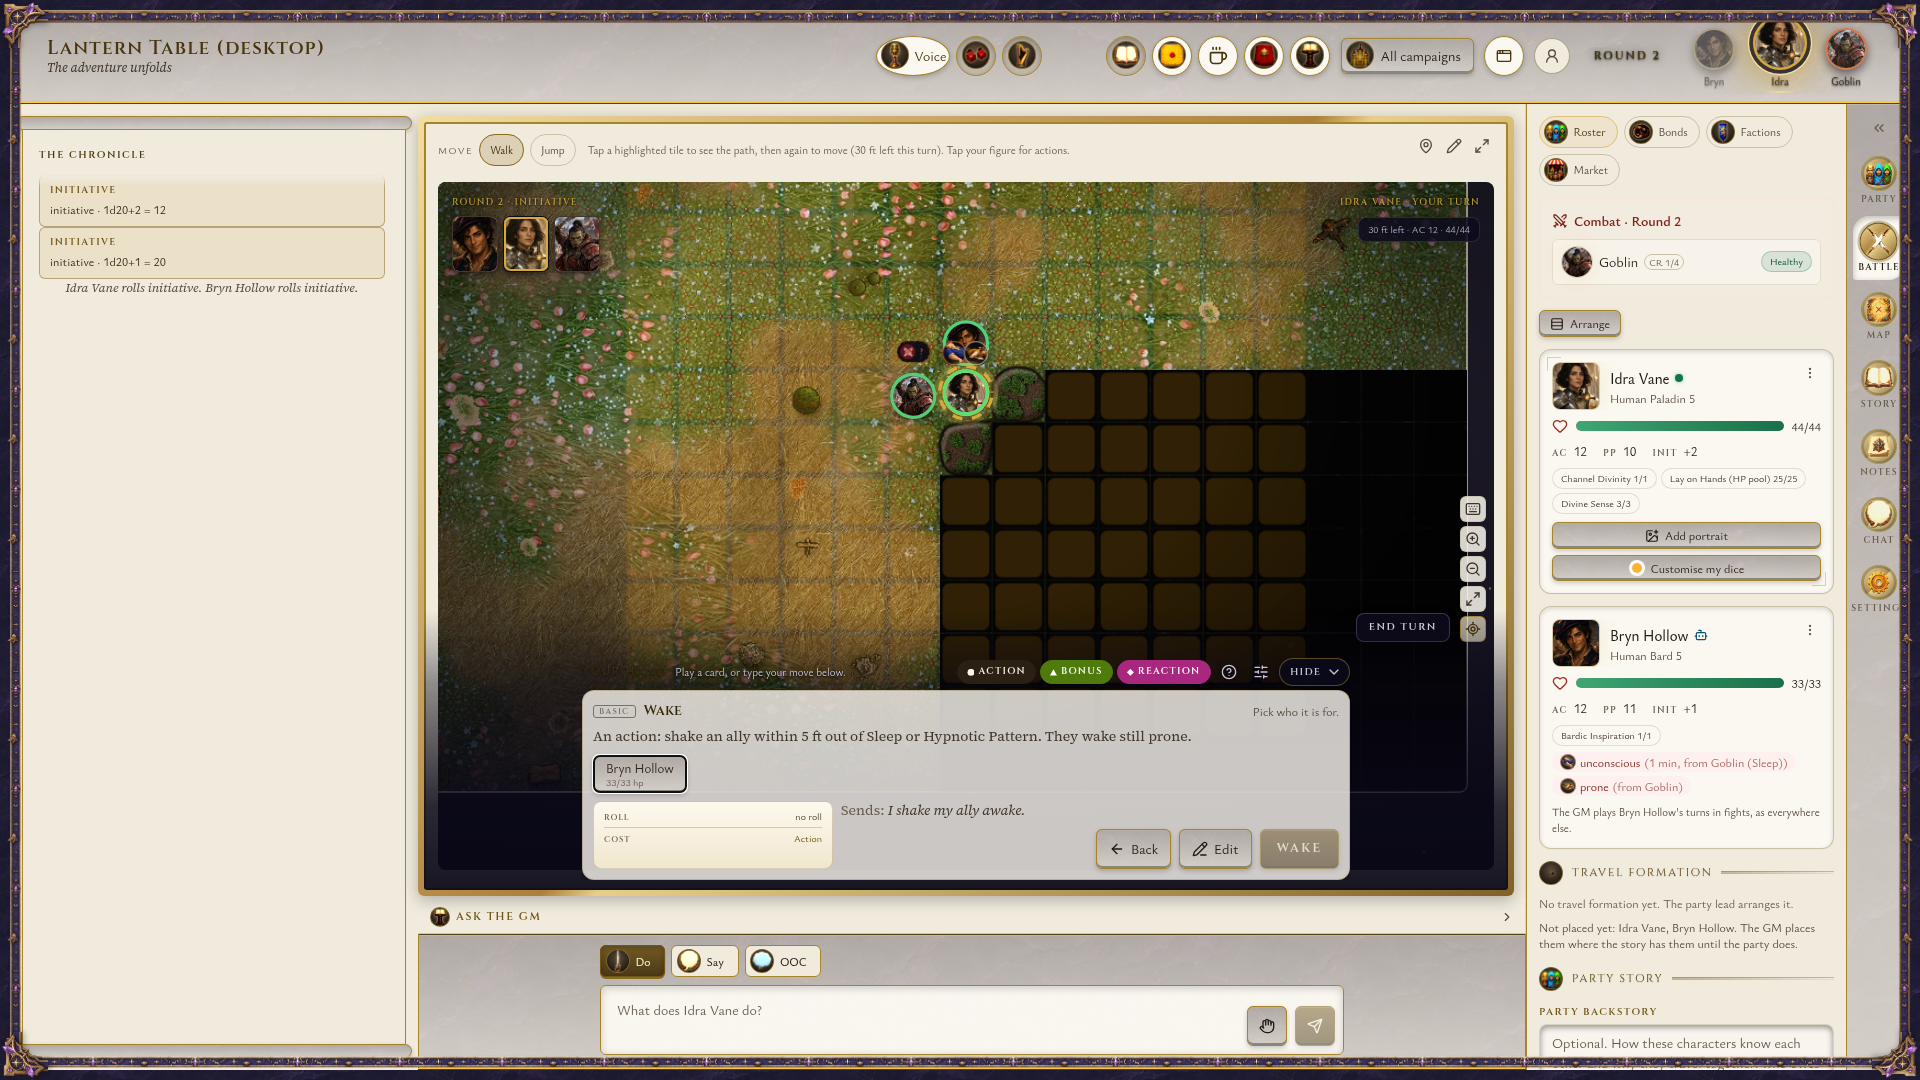 Lantern Table (Desktop)
The adventure unfolds
Voice
All campaigns
Round 2
Bryn
Idra
Goblin
The Chronicle
Initiative
initiative · 1d20+2 = 12
Initiative
initiative · 1d20+1 = 20
Idra Vane rolls initiative. Bryn Hollow rolls initiative.
Move
Walk
Jump
Tap a highlighted tile to see the path, then again to move (30 ft left this turn). Tap your figure for actions.
Round 2 · Initiative
Idra Vane · Your turn
30 ft left · AC 12 · 44/44
End turn
Play a card, or type your move below.
Action
Bonus
Reaction
Hide
Basic
Wake
Pick who it is for.
An action: shake an ally within 5 ft out of Sleep or Hypnotic Pattern. They wake still prone.
Bryn Hollow
33/33 hp
Roll
no roll
Cost
Action
Sends: I shake my ally awake.
Back
Edit
Wake
Ask the GM
Do
Say
OOC
What does Idra Vane do?
Roster
Bonds
Factions
Market
Combat · Round 2
Goblin
CR 1/4
Healthy
Arrange
Idra Vane
Human Paladin 5
44/44
AC 12 PP 10 INIT +2
Channel Divinity 1/1
Lay on Hands (HP pool) 25/25
Divine Sense 3/3
Add portrait
Customise my dice
Bryn Hollow
Human Bard 5
33/33
AC 12 PP 11 INIT +1
Bardic Inspiration 1/1
unconscious (1 min, from Goblin (Sleep))
prone (from Goblin)
The GM plays Bryn Hollow's turns in fights, as everywhere
else.
Travel formation
No travel formation yet. The party lead arranges it.
Not placed yet: Idra Vane, Bryn Hollow. The GM places
them where the story has them until the party does.
Party story
Party backstory
Optional. How these characters know each
Party
Battle
Map
Story
Notes
Chat
Setting